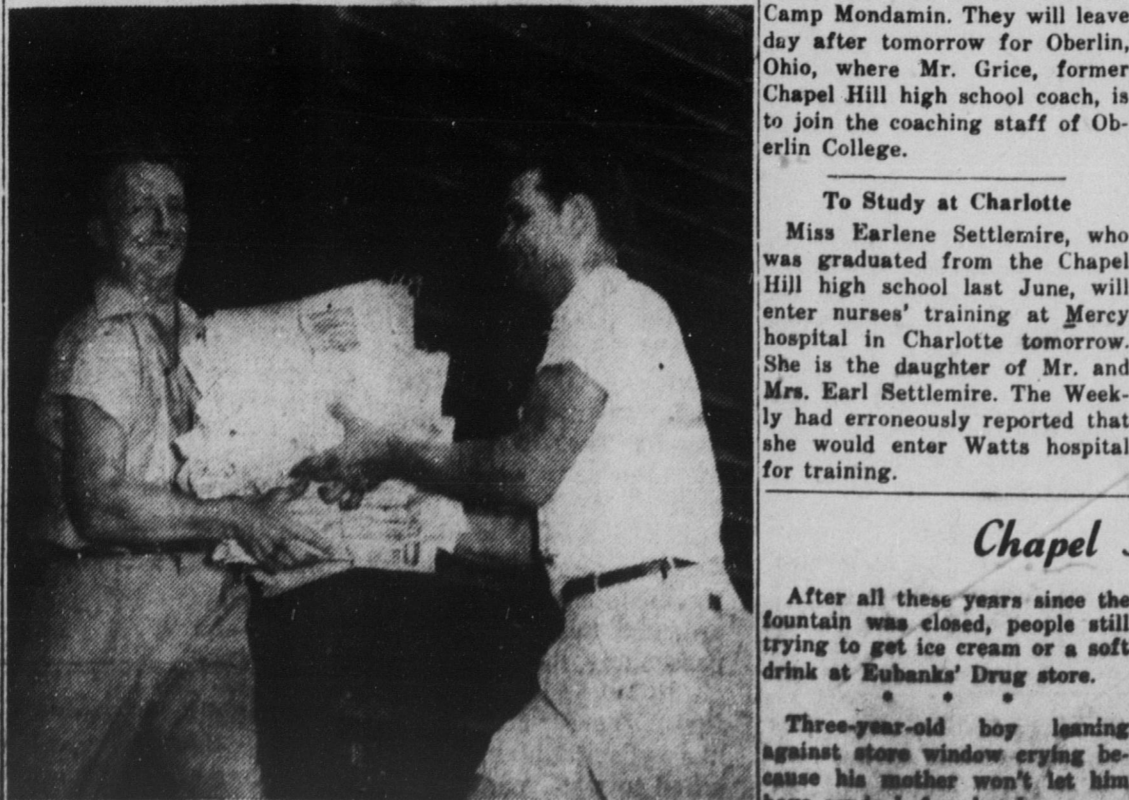 Camp Mondamin. They will leave
day after tomorrow for Oberlin,
Ohio, where Mr. Grice, former
Chapel Hill high school coach, is
to join the coaching staff of Ob-
erlin College.
To Study at Charlotte
Miss Earlene Settlemire, who
was graduated from the Chapel
Hill high school last June, will
enter nurses' training at Mercy
hospital in Charlotte tomorrow.
She is the daughter of Mr. and
Mrs. Earl Settlemire. The Week-
ly had erroneously reported that
she would enter Watts hospital
for training.
Chapel
After all these years since the
fountain was closed, people still
trying to get ice cream or a soft
drink at Eubanks' Drug store.
* * *
Three-year-old boy leaning
against store window crying be-
cause his mother won't let him